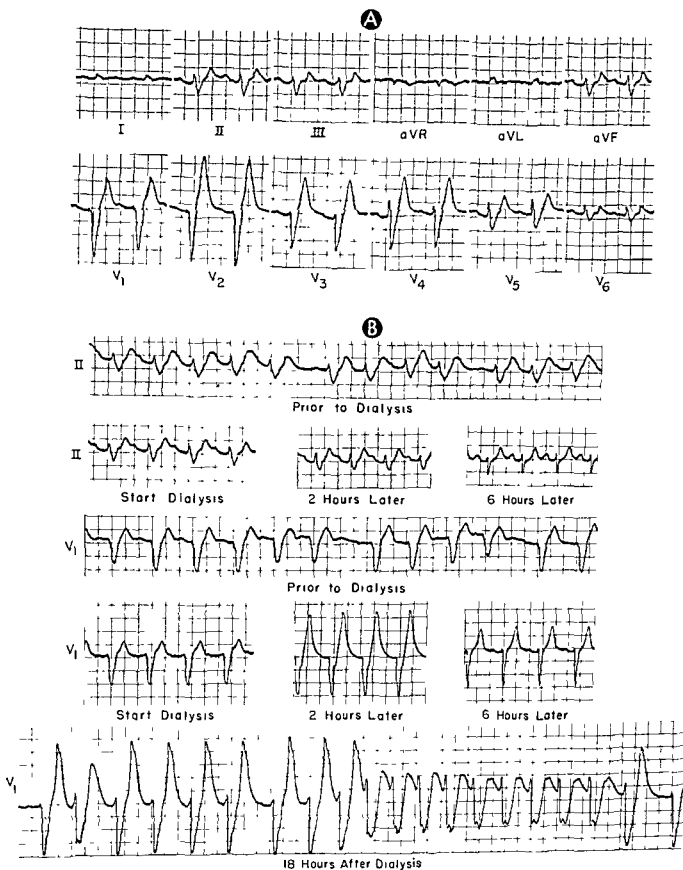 A
I II III aVR aVL aVF
V1 V2 V3 V4 V5 V6
B
II
Prior to Dialysis
II
Start Dialysis 2 Hours Later 6 Hours Later
V1
Prior to Dialysis
V1
Start Dialysis 2 Hours Later 6 Hours Later
V1
18 Hours After Dialysis